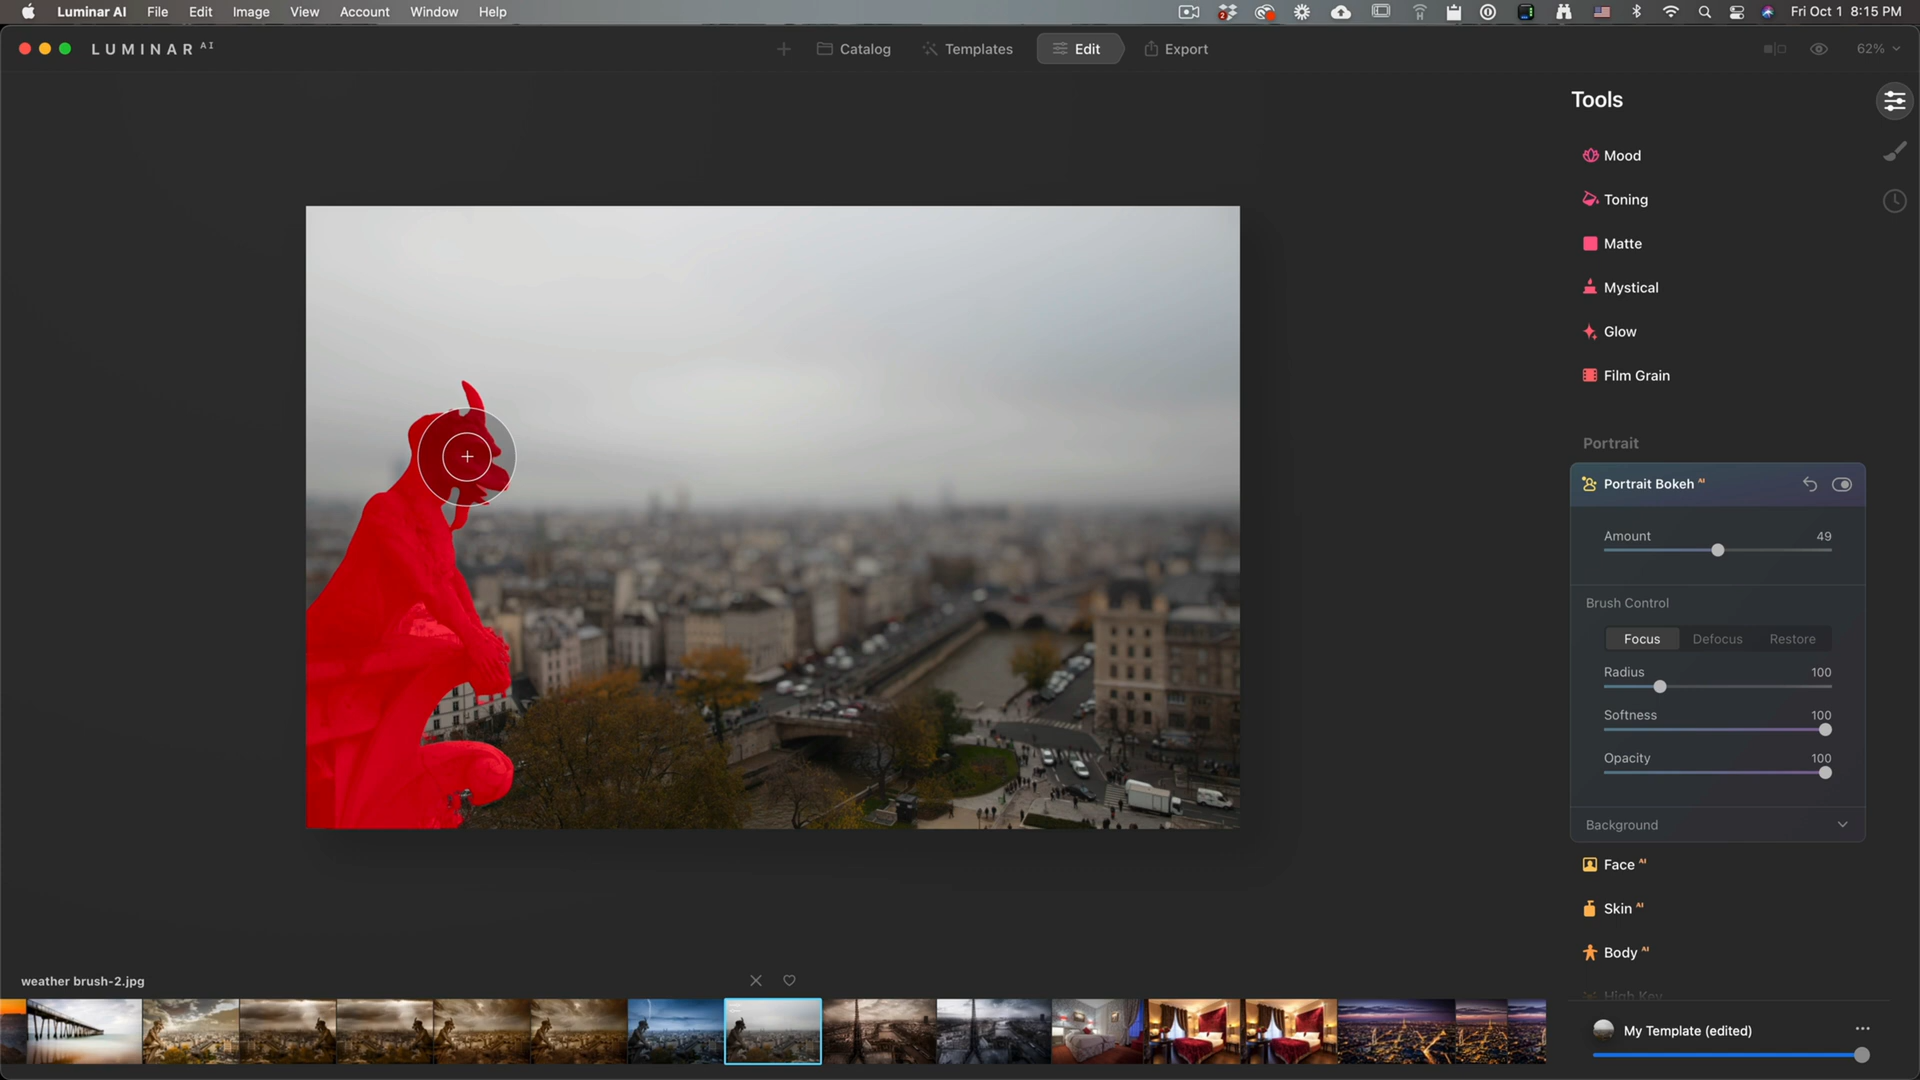 Luminar AI File Edit Image View Account Window Help Fri Oct 1 8:15 PM
LUMINAR AI Catalog Templates Edit Export 62%
Tools
Mood
Toning
Matte
Mystical
Glow
Film Grain
Portrait
Portrait Bokeh AI
Amount 49
Brush Control
Focus Defocus Restore
Radius 100
Softness 100
Opacity 100
Background
Face AI
Skin AI
Body AI
High Key
weather brush-2.jpg
My Template (edited)